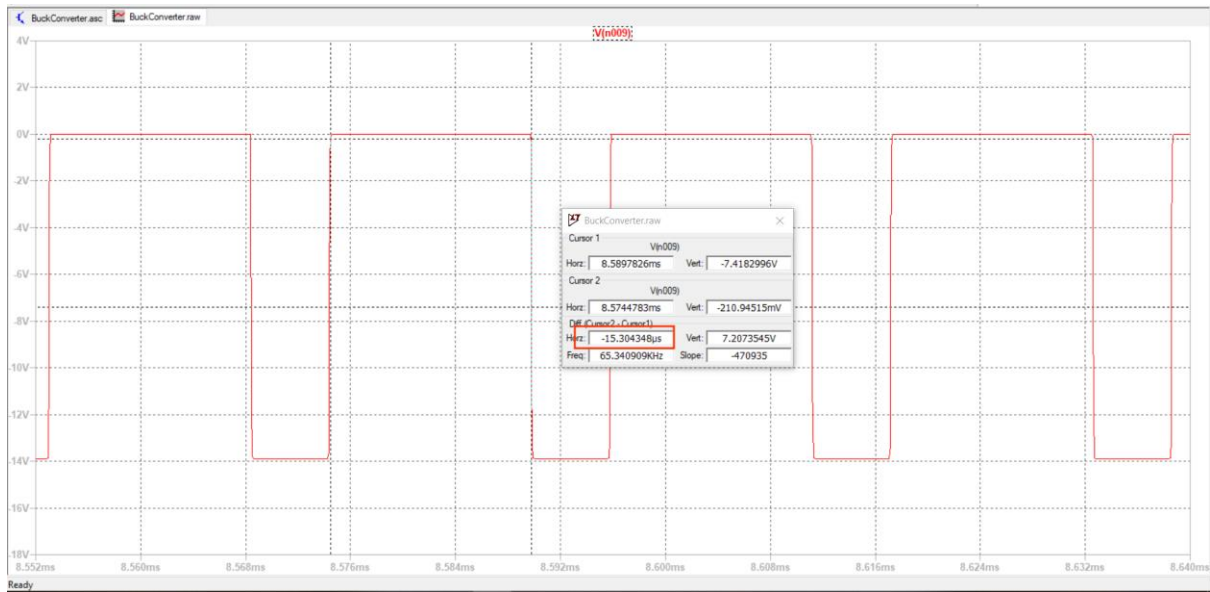 BuckConverter.asc BuckConverter.raw
V(n009)
4V
2V
0V
-2V
-4V
-6V
-8V
-10V
-12V
-14V
-16V
-18V
BuckConverter.raw
Cursor 1
V(n009)
Horz: 8.5897826ms Vert: -7.4182996V
Cursor 2
V(n009)
Horz: 8.5744783ms Vert: -210.94515mV
Diff (Cursor2 - Cursor1)
Horz: -15.304348µs Vert: 7.2073545V
Freq: 65.340909KHz Slope: -470935
8.552ms 8.560ms 8.568ms 8.576ms 8.584ms 8.592ms 8.600ms 8.608ms 8.616ms 8.624ms 8.632ms 8.640ms
Ready